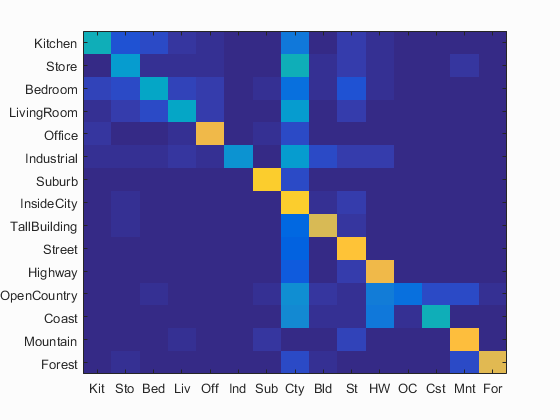 Kitchen
Store
Bedroom
LivingRoom
Office
Industrial
Suburb
InsideCity
TallBuilding
Street
Highway
OpenCountry
Coast
Mountain
Forest
Kit Sto Bed Liv Off Ind Sub Cty Bld St HW OC Cst Mnt For